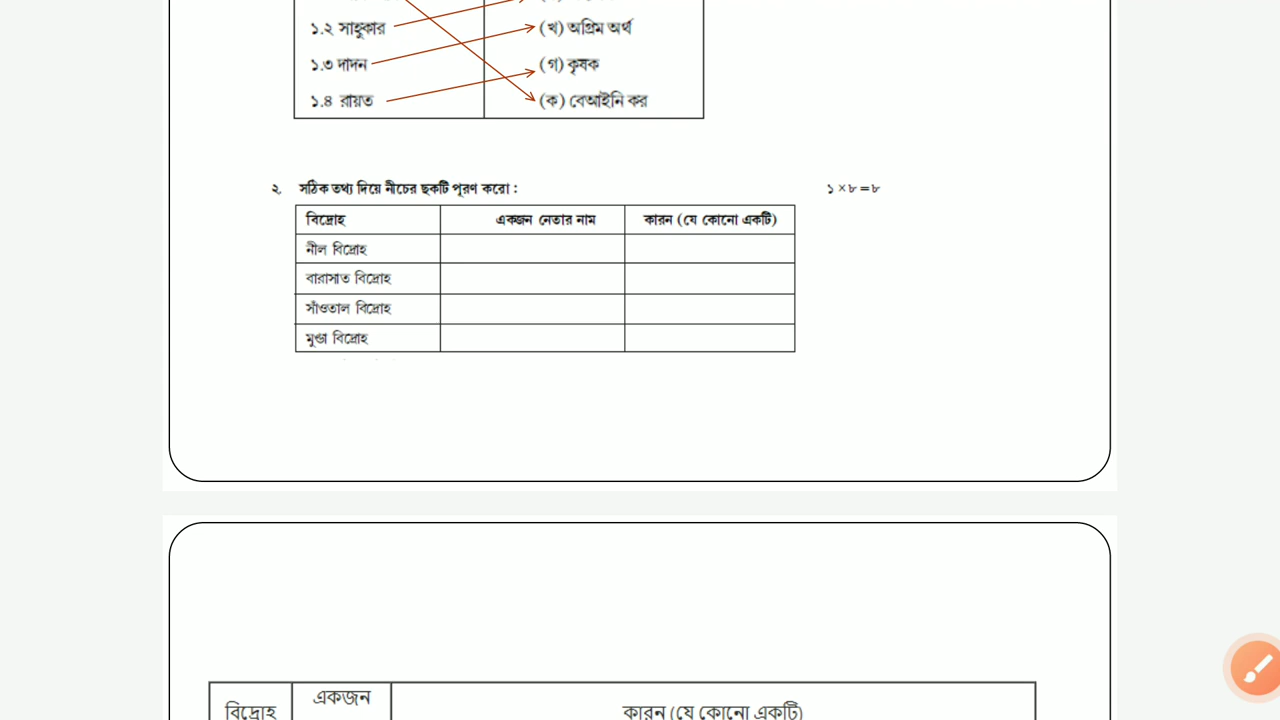 ১.২ সাহুকার (খ) অগ্রিম অর্থ
১.৩ দাদন (গ) কৃষক
১.৪ রায়ত (ক) বেআইনি কর
২. সঠিক তথ্য দিয়ে নীচের ছকটি পূরণ করো : ১ × ৮ = ৮
বিদ্রোহ একজন নেতার নাম কারন (যে কোনো একটি)
নীল বিদ্রোহ
বারাসাত বিদ্রোহ
সাঁওতাল বিদ্রোহ
মুন্ডা বিদ্রোহ
একজন
বিদ্রোহ কারন (যে কোনো একটি)